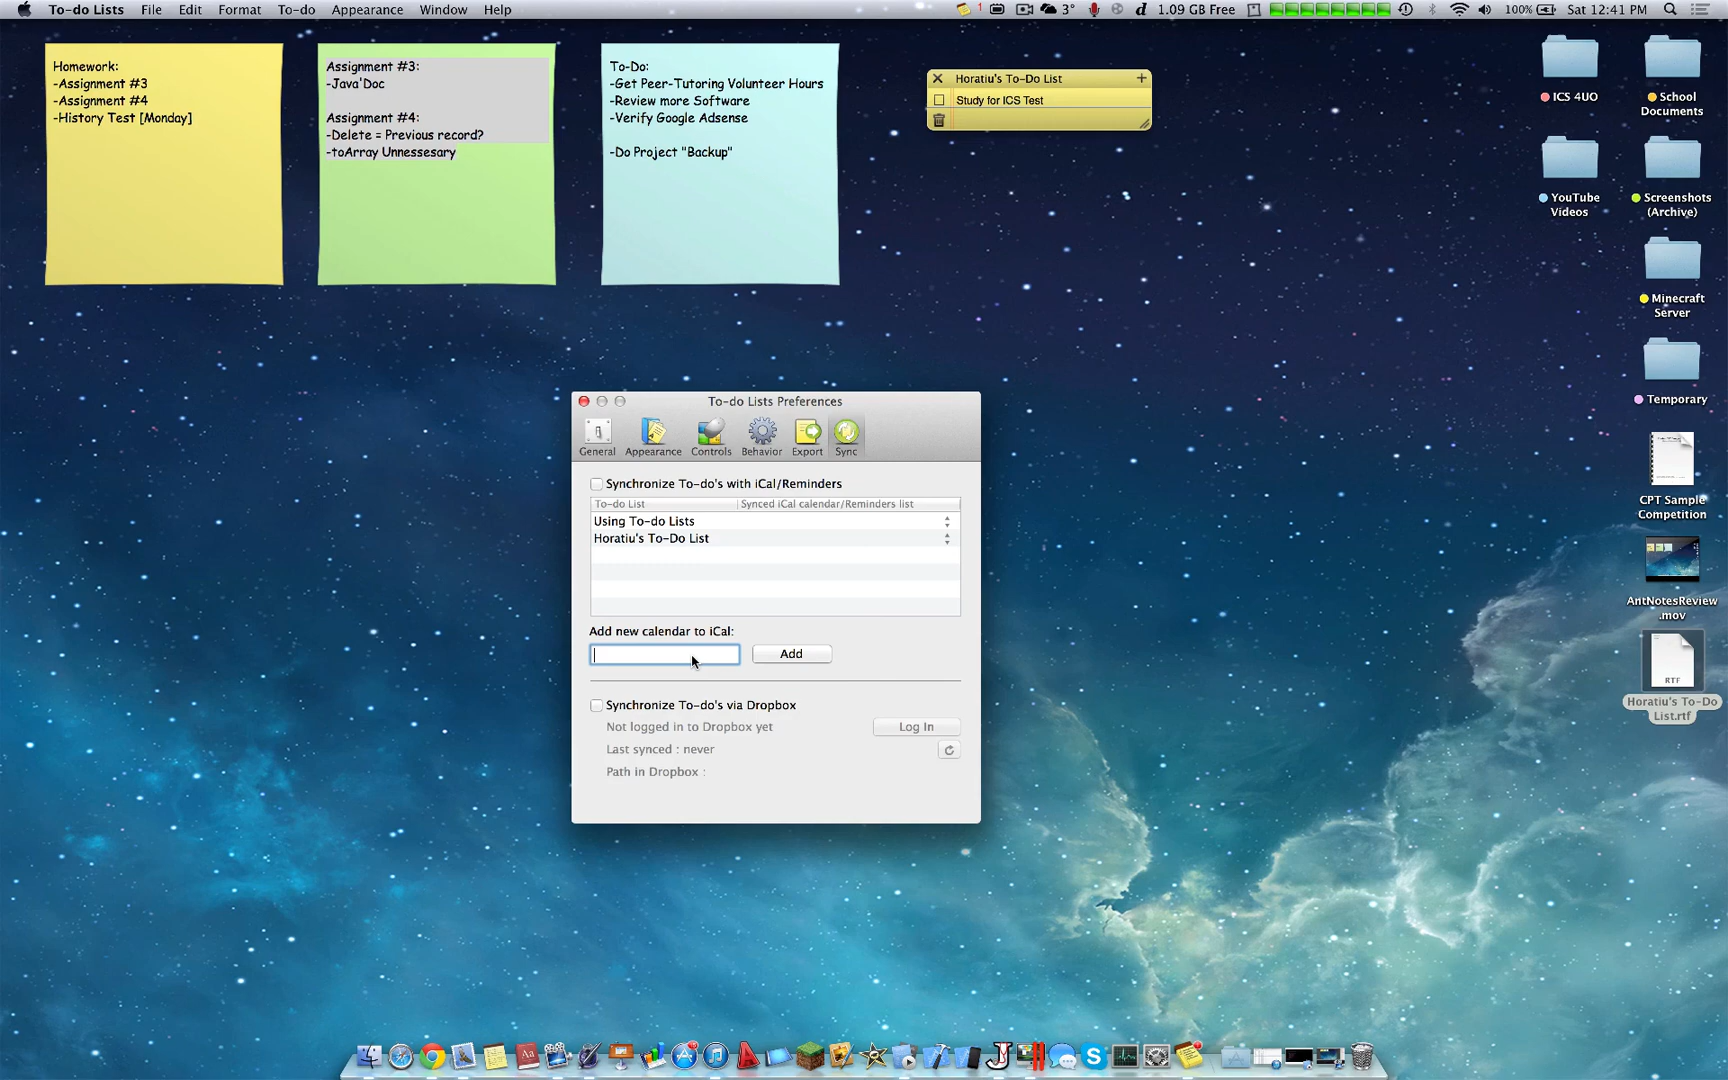 To-do Lists File Edit Format To-do Appearance Window Help
1 3° d 1.09 GB Free 100% Sat 12:41 PM
Homework:
-Assignment #3
-Assignment #4
-History Test [Monday]
Assignment #3:
-Java'Doc
Assignment #4:
-Delete = Previous record?
-toArray Unnessesary
To-Do:
-Get Peer-Tutoring Volunteer Hours
-Review more Software
-Verify Google Adsense
-Do Project "Backup"
Horatiu's To-Do List
Study for ICS Test
ICS 4UO
School
Documents
YouTube
Videos
Screenshots
(Archive)
Minecraft
Server
Temporary
CPT Sample
Competition
AntNotesReview
.mov
RTF
Horatiu's To-Do
List.rtf
To-do Lists Preferences
General Appearance Controls Behavior Export Sync
Synchronize To-do's with iCal/Reminders
To-do List Synced iCal calendar/Reminders list
Using To-do Lists
Horatiu's To-Do List
Add new calendar to iCal:
Add
Synchronize To-do's via Dropbox
Not logged in to Dropbox yet Log In
Last synced : never
Path in Dropbox :